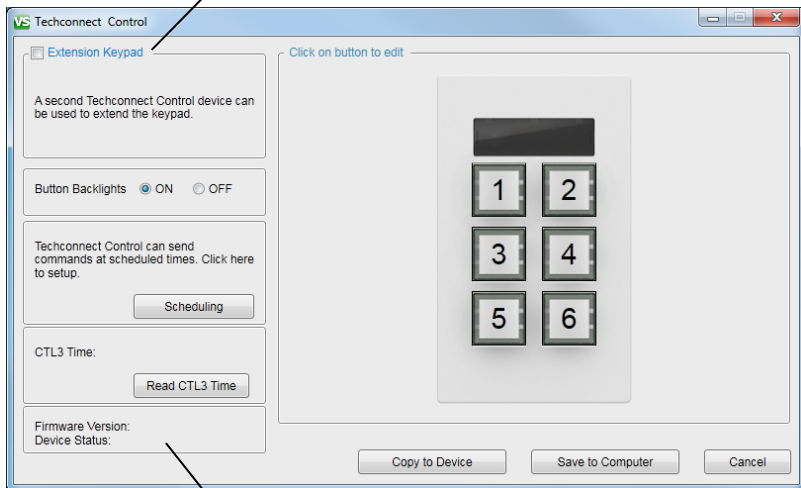 VS Techconnect Control
Extension Keypad
A second Techconnect Control device can
be used to extend the keypad.
Button Backlights ON OFF
Techconnect Control can send
commands at scheduled times. Click here
to setup.
Scheduling
CTL3 Time:
Read CTL3 Time
Firmware Version:
Device Status:
Click on button to edit
1 2
3 4
5 6
Copy to Device Save to Computer Cancel